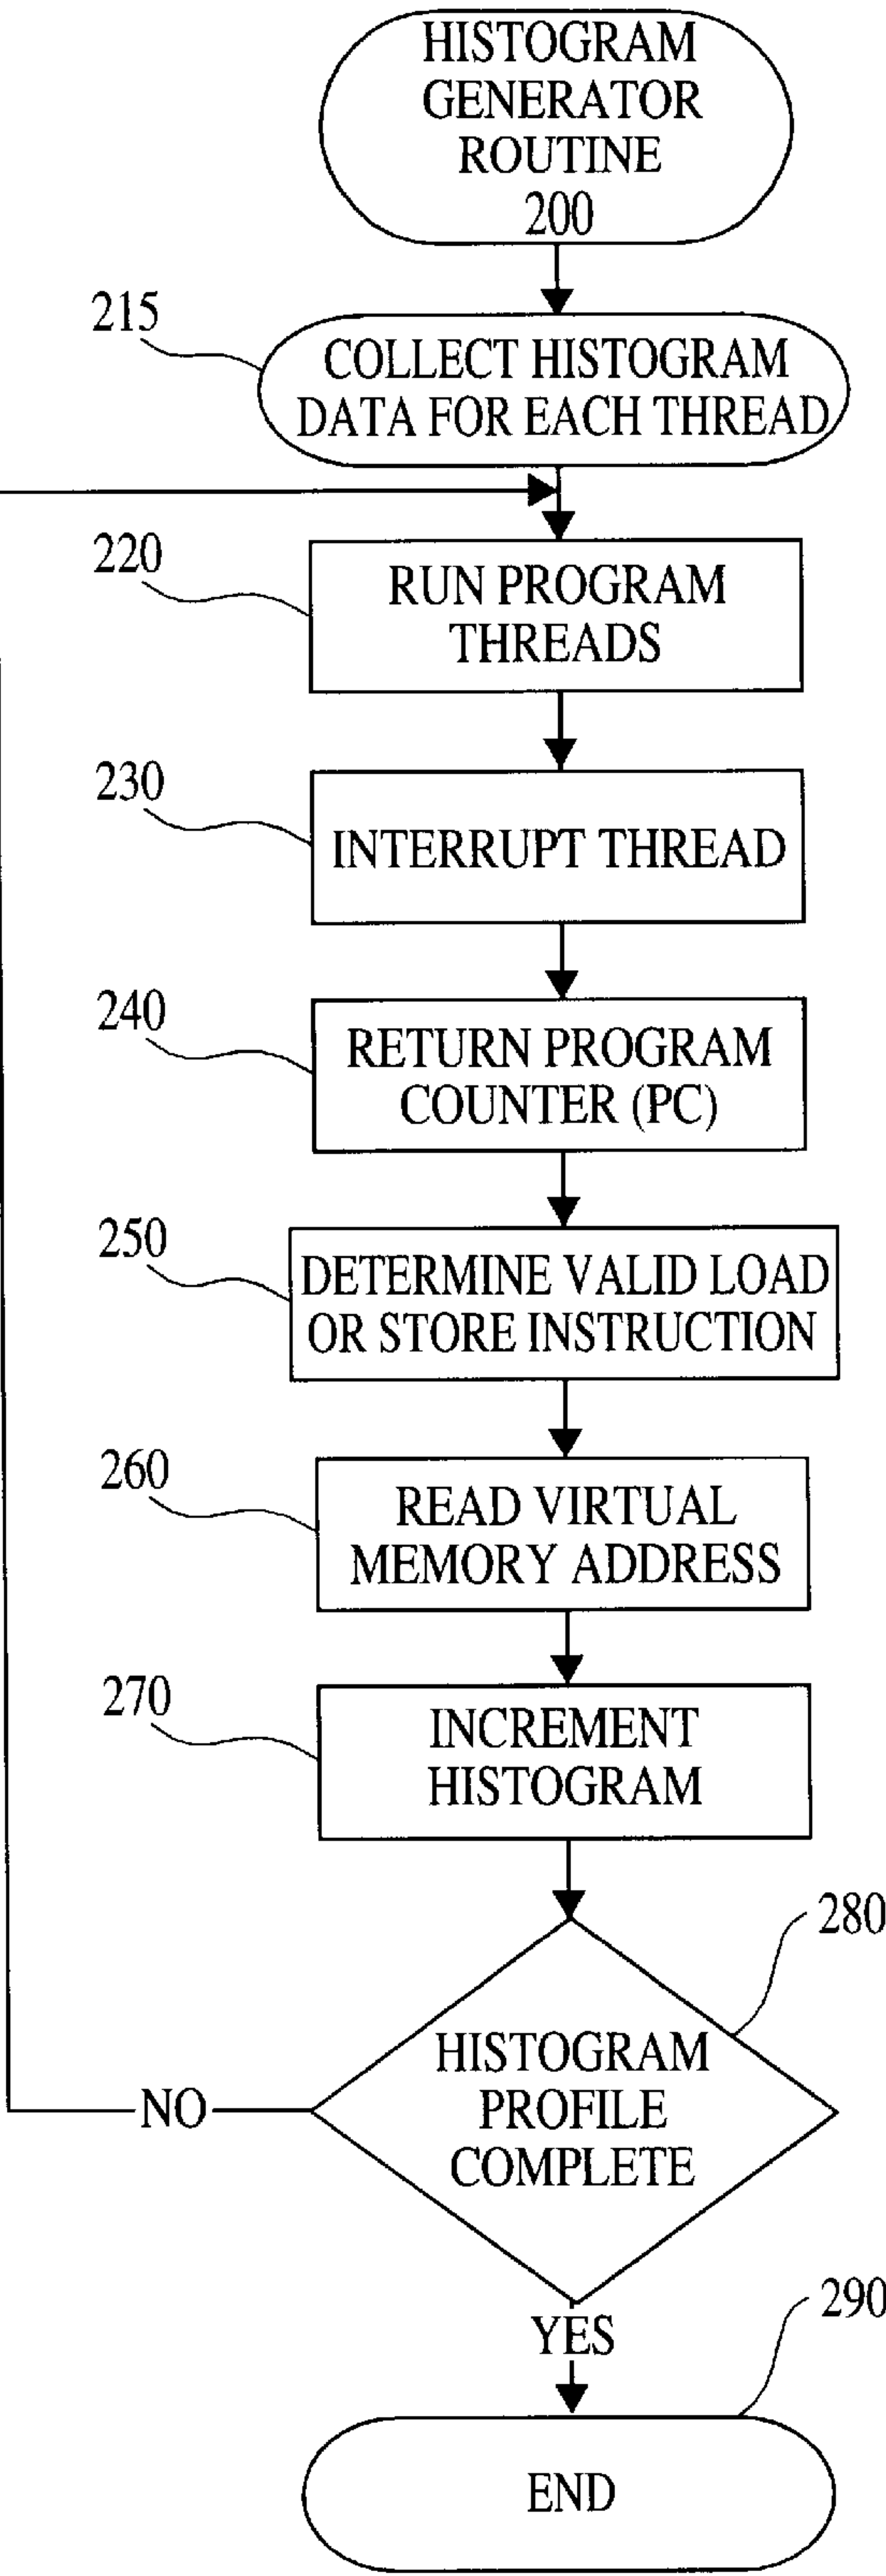 HISTOGRAM
GENERATOR
ROUTINE
200
215
COLLECT HISTOGRAM
DATA FOR EACH THREAD
220
RUN PROGRAM
THREADS
230
INTERRUPT THREAD
240
RETURN PROGRAM
COUNTER (PC)
250
DETERMINE VALID LOAD
OR STORE INSTRUCTION
260
READ VIRTUAL
MEMORY ADDRESS
270
INCREMENT
HISTOGRAM
280
HISTOGRAM
PROFILE
COMPLETE
NO
YES
290
END